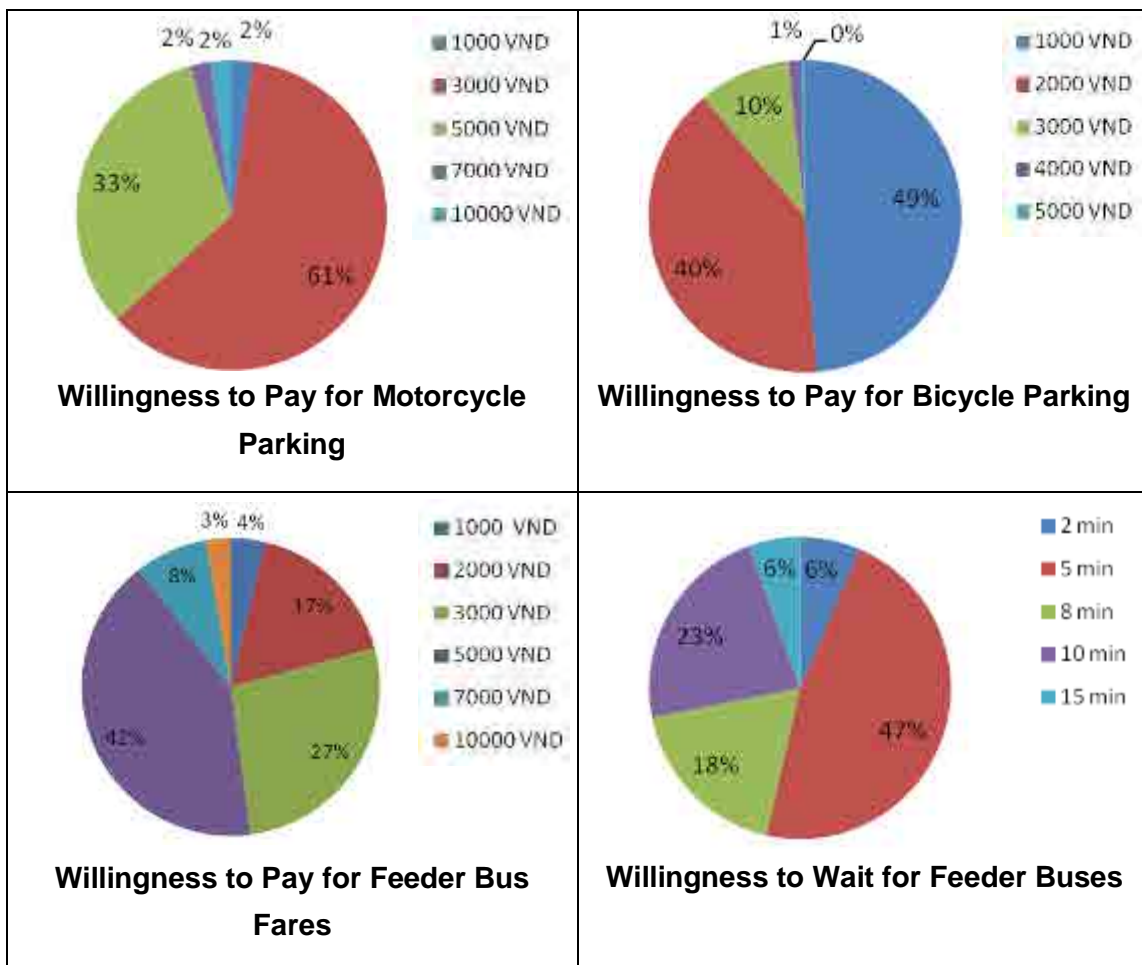 2% 2% 2%
33%
61%
1000 VND
3000 VND
5000 VND
7000 VND
10000 VND
Willingness to Pay for Motorcycle
Parking
1% 0%
10%
49%
40%
1000 VND
2000 VND
3000 VND
4000 VND
5000 VND
Willingness to Pay for Bicycle Parking
3% 4%
8%
17%
42%
27%
1000 VND
2000 VND
3000 VND
5000 VND
7000 VND
10000 VND
Willingness to Pay for Feeder Bus
Fares
6% 6%
23%
47%
18%
2 min
5 min
8 min
10 min
15 min
Willingness to Wait for Feeder Buses